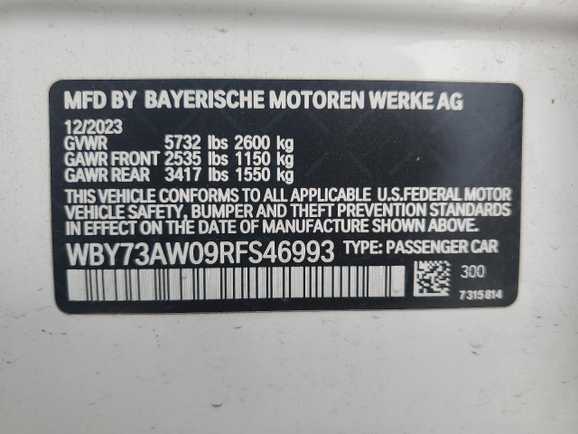 MFD BY BAYERISCHE MOTOREN WERKE AG
12/2023
GVWR 5732 lbs 2600 kg
GAWR FRONT 2535 lbs 1150 kg
GAWR REAR 3417 lbs 1550 kg
THIS VEHICLE CONFORMS TO ALL APPLICABLE U.S.FEDERAL MOTOR
VEHICLE SAFETY, BUMPER AND THEFT PREVENTION STANDARDS
IN EFFECT ON THE DATE OF MANUFACTURE SHOWN ABOVE.
WBY73AW09RFS46993 TYPE: PASSENGER CAR
300
7315814